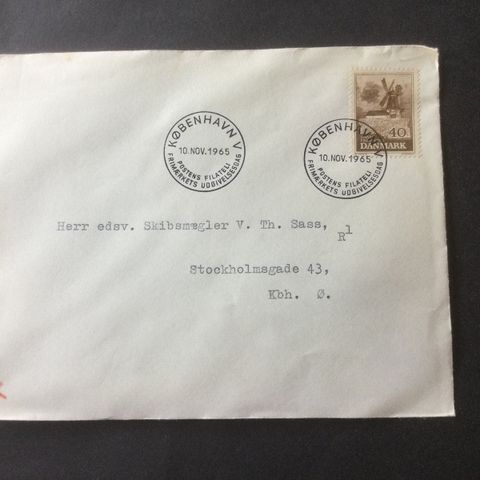 KØBENHAVN V
10.NOV.1965
POSTENS FILATELI
FRIMÆRKETS UDGIVELSESDAG
KØBENHAVN V
10.NOV.1965
POSTENS FILATELI
FRIMÆRKETS UDGIVELSESDAG
40
DANMARK
Herr edsv. Skibsmægler V. Th. Sass, R1
Stockholmsgade 43,
Kbh. Ø.